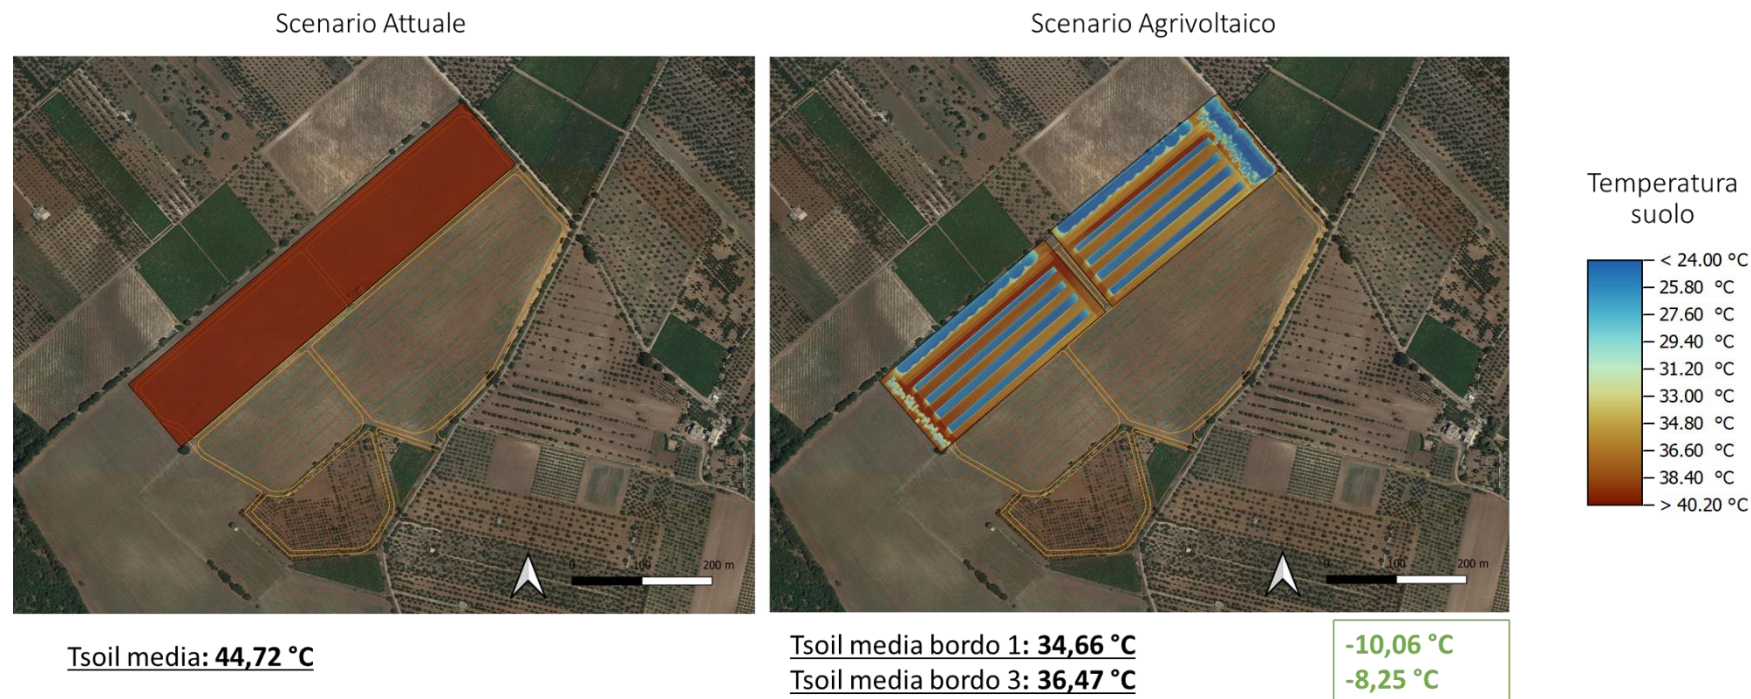 Scenario Attuale
Scenario Agrivoltaico
Temperatura
suolo
< 24.00 °C
25.80 °C
27.60 °C
29.40 °C
31.20 °C
33.00 °C
34.80 °C
36.60 °C
38.40 °C
> 40.20 °C
0 100 200 m
0 100 200 m
Tsoil media: 44,72 °C
Tsoil media bordo 1: 34,66 °C
Tsoil media bordo 3: 36,47 °C
-10,06 °C
-8,25 °C